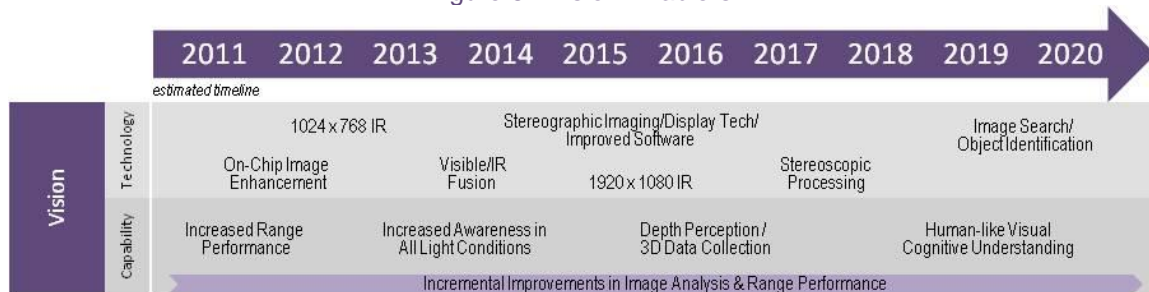 2011 2012 2013 2014 2015 2016 2017 2018 2019 2020
estimated timeline
Vision
Technology
1024 x 768 IR
Stereographic Imaging/Display Tech/
Improved Software
Image Search/
Object Identification
On-Chip Image
Enhancement
Visible/IR
Fusion
1920 x 1080 IR
Stereoscopic
Processing
Capability
Increased Range
Performance
Increased Awareness in
All Light Conditions
Depth Perception /
3D Data Collection
Human-like Visual
Cognitive Understanding
Incremental Improvements in Image Analysis & Range Performance